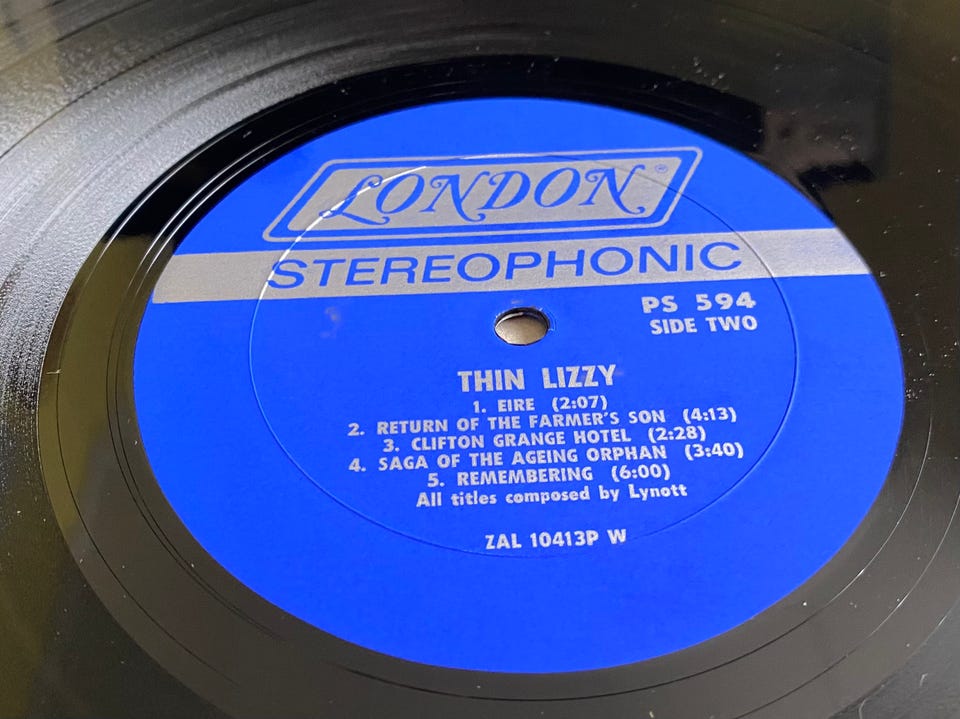 LONDON®
STEREOPHONIC
PS 594
SIDE TWO
THIN LIZZY
1. EIRE (2:07)
2. RETURN OF THE FARMER'S SON (4:13)
3. CLIFTON GRANGE HOTEL (2:28)
4. SAGA OF THE AGEING ORPHAN (3:40)
5. REMEMBERING (6:00)
All titles composed by Lynott
ZAL 10413P W